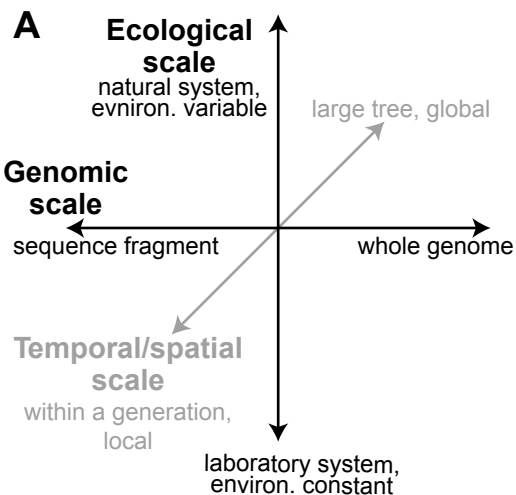 A
Ecological
scale
natural system,
evniron. variable
large tree, global
Genomic
scale
sequence fragment
whole genome
Temporal/spatial
scale
within a generation,
local
laboratory system,
environ. constant